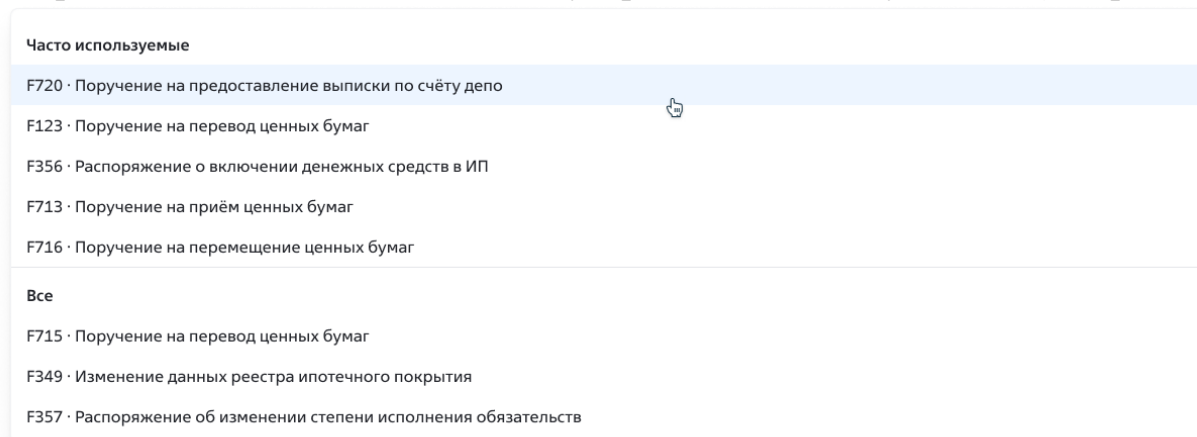 Часто используемые
F720 · Поручение на предоставление выписки по счёту депо
F123 · Поручение на перевод ценных бумаг
F356 · Распоряжение о включении денежных средств в ИП
F713 · Поручение на приём ценных бумаг
F716 · Поручение на перемещение ценных бумаг
Все
F715 · Поручение на перевод ценных бумаг
F349 · Изменение данных реестра ипотечного покрытия
F357 · Распоряжение об изменении степени исполнения обязательств